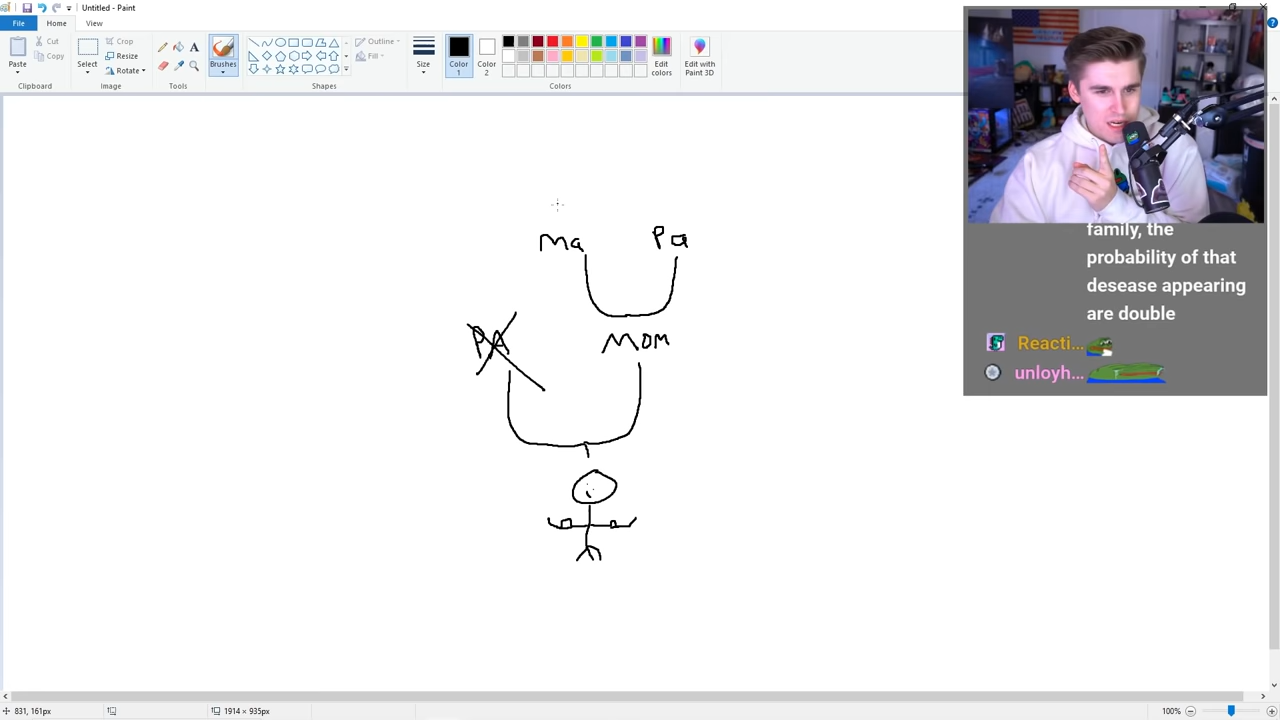 Untitled - Paint
File
Home
View
Paste
Cut
Copy
Clipboard
Select
Crop
Resize
Rotate
Image
Tools
Brushes
Shapes
Outline
Fill
Size
Color 1
Color 2
Edit colors
Edit with Paint 3D
Colors
Ma Pa
PA MOM
family, the
probability of that
desease appearing
are double
Reacti...
unloyh...
831, 161px
1914 × 935px
100%